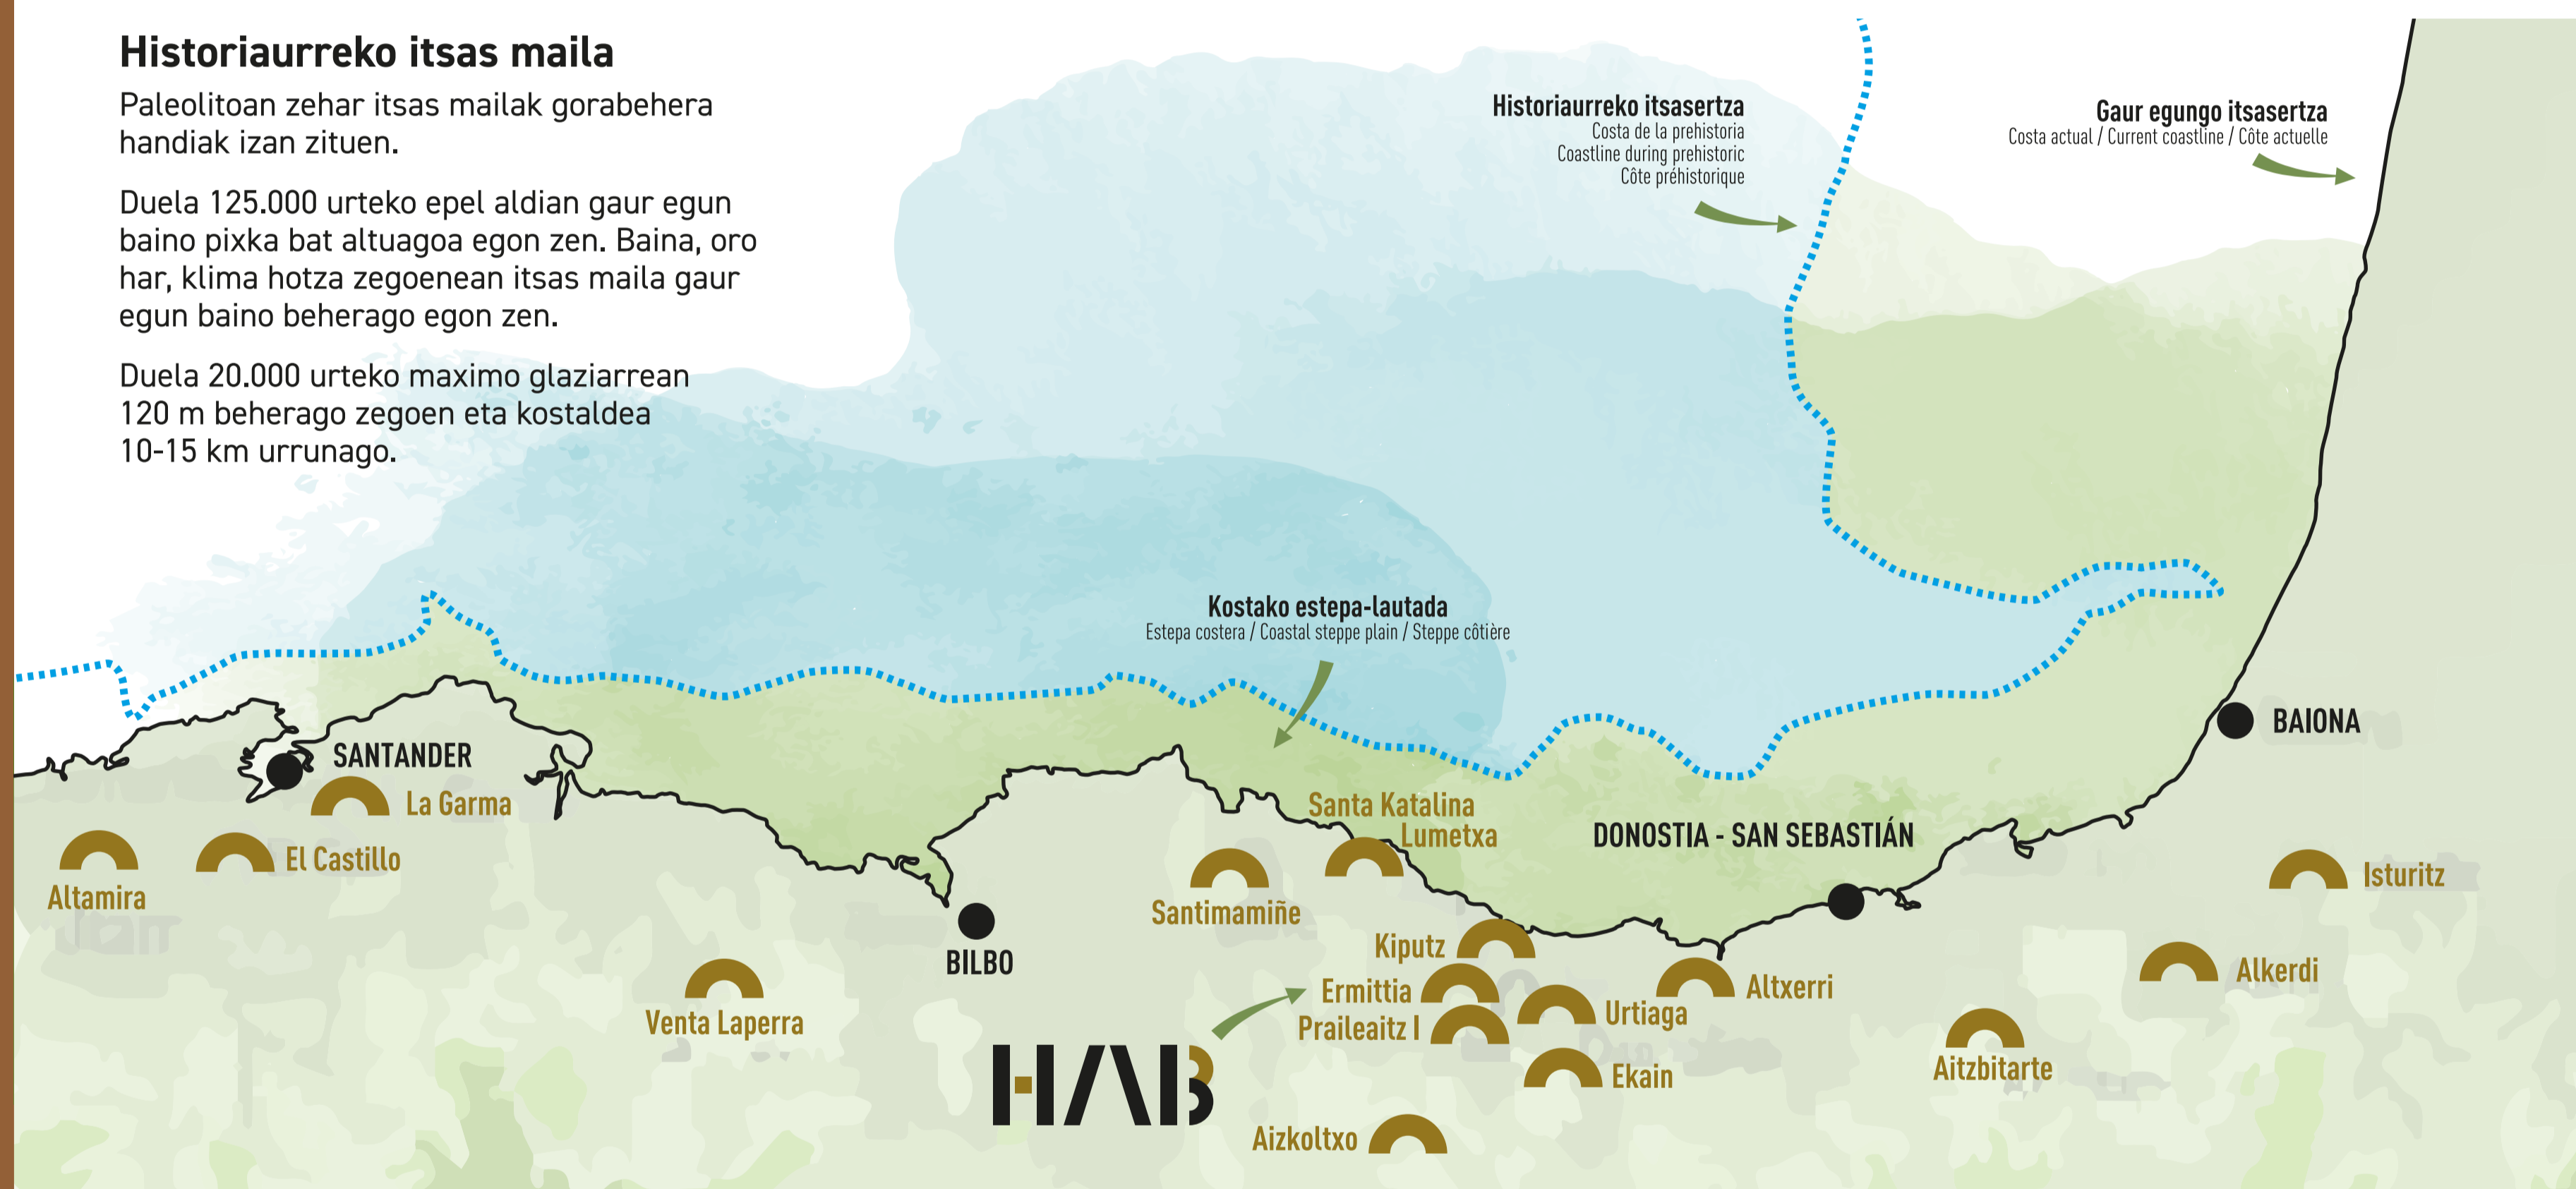 Historiaurreko itsas maila
Paleolitoan zehar itsas mailak gorabehera
handiak izan zituen.
Duela 125.000 urteko epel aldian gaur egun
baino pixka bat altuagoa egon zen. Baina, oro
har, klima hotza zegoenean itsas maila gaur
egun baino beherago egon zen.
Duela 20.000 urteko maximo glaziarrean
120 m beherago zegoen eta kostaldea
10-15 km urrunago.
Historiaurreko itsasertza
Costa de la prehistoria
Coastline during prehistoric
Côte préhistorique
Gaur egungo itsasertza
Costa actual / Current coastline / Côte actuelle
Kostako estepa-lautada
Estepa costera / Coastal steppe plain / Steppe côtière
SANTANDER
La Garma
El Castillo
Altamira
Venta Laperra
BILBO
Santimamiñe
Santa Katalina
Lumetxa
DONOSTIA - SAN SEBASTIÁN
BAIONA
Isturitz
Alkerdi
Kiputz
Ermittia
Praileaitz I
Urtiaga
Altxerri
Ekain
Aitzbitarte
Aizkoltxo
HAB